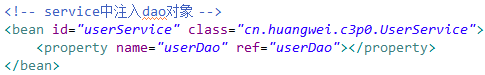 <!-- service中注入dao对象 -->
<bean id="userService" class="cn.huangwei.c3p0.UserService">
<property name="userDao" ref="userDao"></property>
</bean>